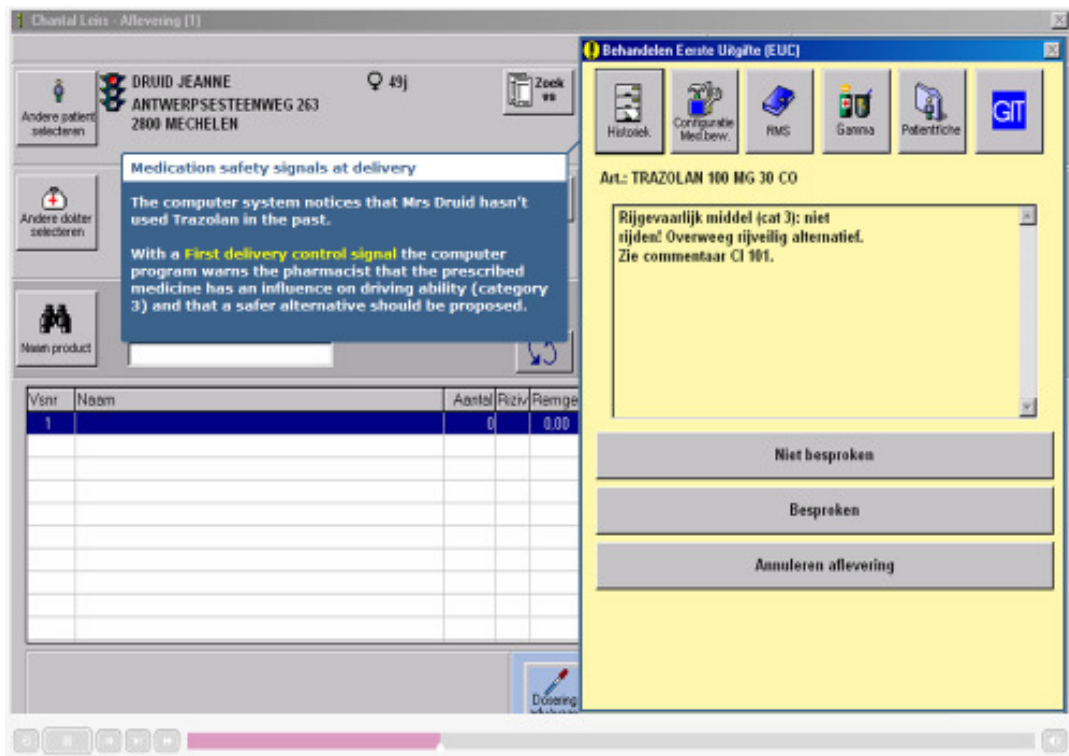 Chantal Leirs - Aflevering (1)
Behandelen Eerste Uitgifte (EUC)
Andere patient
selecteren
DRUID JEANNE
ANTWERPSESTEENWEG 263
2800 MECHELEN
49j
Zoek
Historiek
Configuratie
Med.bew.
RMS
Gamma
Patientfiche
GIT
Art.: TRAZOLAN 100 MG 30 CO
Medication safety signals at delivery
The computer system notices that Mrs Druid hasn't
used Trazolan in the past.
With a First delivery control signal the computer
program warns the pharmacist that the prescribed
medicine has an influence on driving ability (category
3) and that a safer alternative should be proposed.
Andere dokter
selecteren
Rijgevaarlijk middel (cat 3): niet
rijden! Overweeg rijveilig alternatief.
Zie commentaar CI 101.
Naam product
Vsnr Naam Aantal Riziv Remge
1 0 0.00
Niet besproken
Besproken
Annuleren aflevering
Dosering